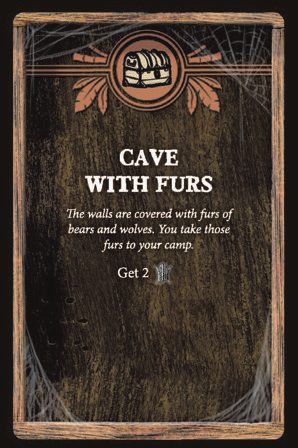 CAVE
WITH FURS
The walls are covered with furs of
bears and wolves. You take those
furs to your camp.
Get 2